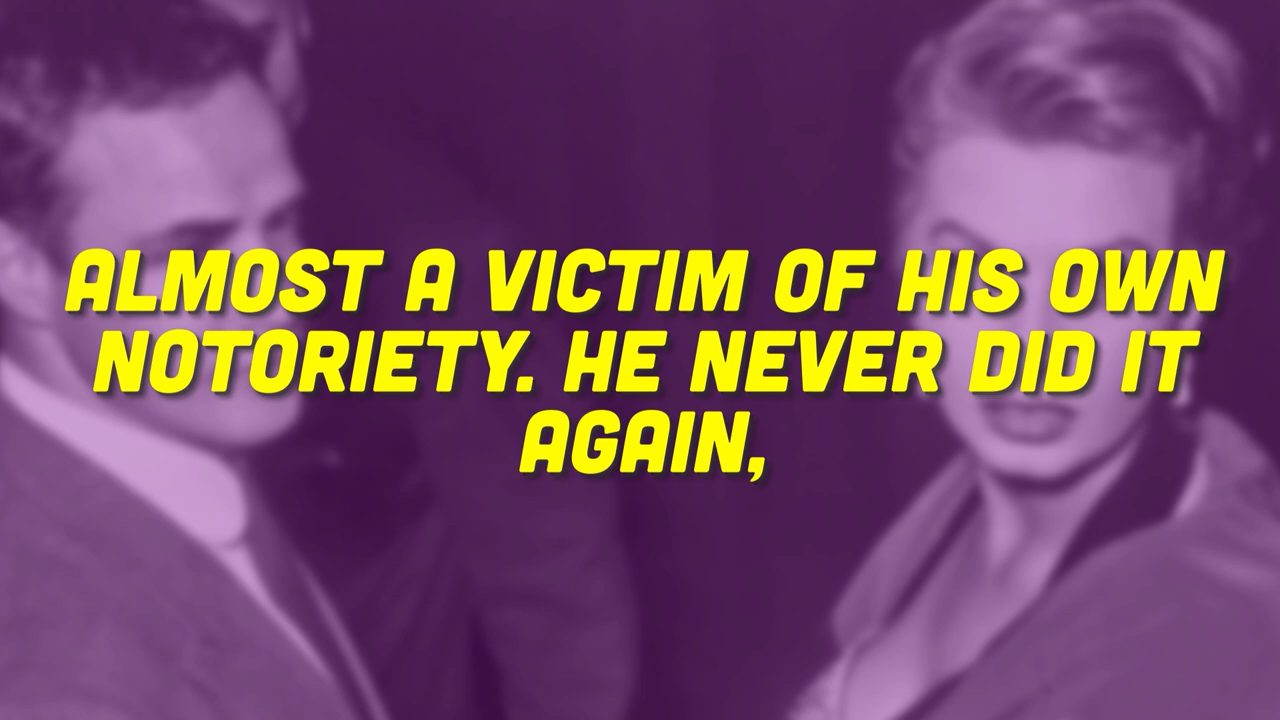 ALMOST A VICTIM OF HIS OWN
NOTORIETY. HE NEVER DID IT
AGAIN,